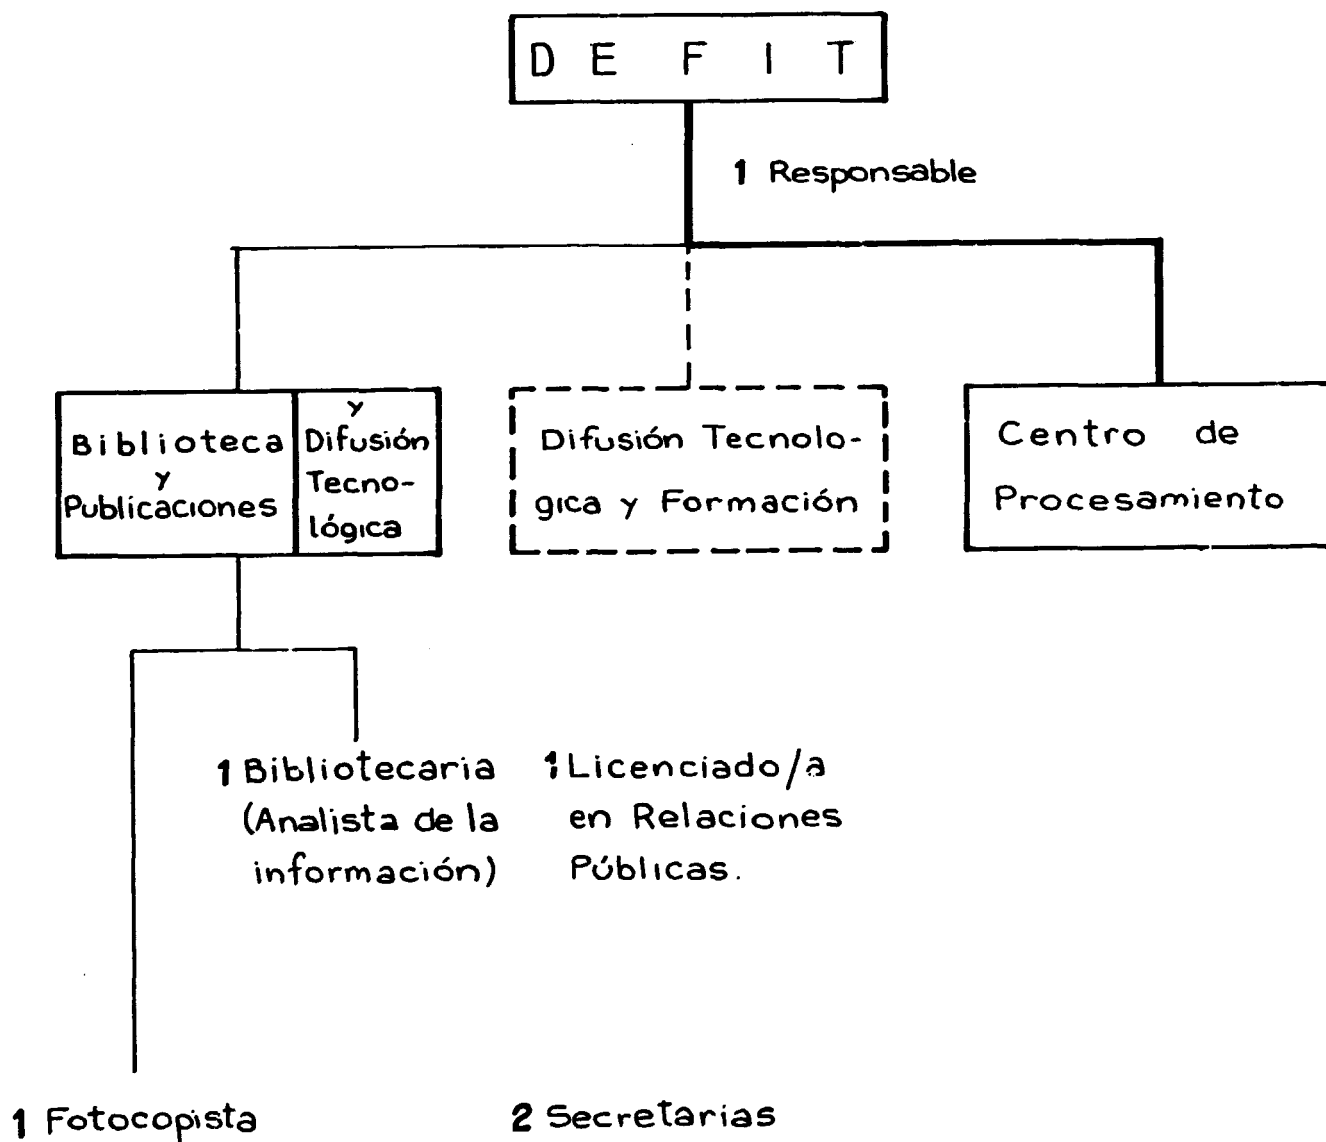 D E F I T
1 Responsable
Biblioteca
y
Publicaciones
y
Difusión
Tecno-
lógica
Difusión Tecnolo-
gica y Formación
Centro de
Procesamiento
1 Bibliotecaria
(Analista de la
información)
1 Licenciado/a
en Relaciones
Públicas.
1 Fotocopista
2 Secretarias